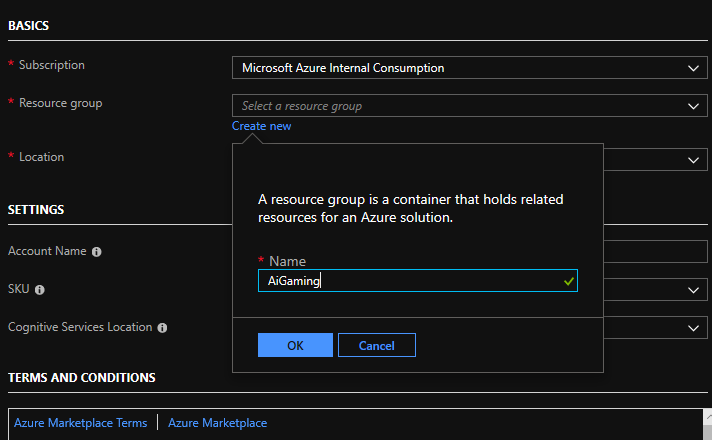 BASICS
* Subscription
Microsoft Azure Internal Consumption
* Resource group
Select a resource group
Create new
* Location
A resource group is a container that holds related
resources for an Azure solution.
* Name
AiGaming
OK
Cancel
SETTINGS
Account Name
SKU
Cognitive Services Location
TERMS AND CONDITIONS
Azure Marketplace Terms | Azure Marketplace